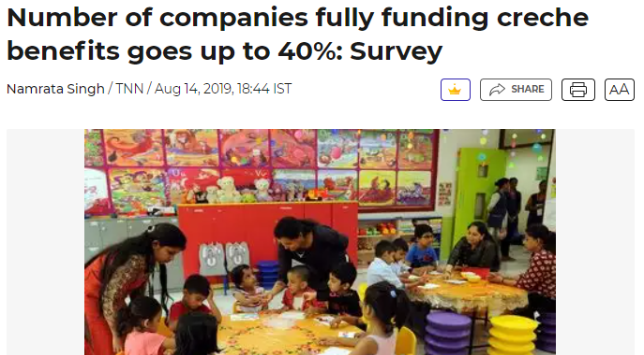 Number of companies fully funding creche
benefits goes up to 40%: Survey
Namrata Singh / TNN / Aug 14, 2019, 18:44 IST
SHARE
AA